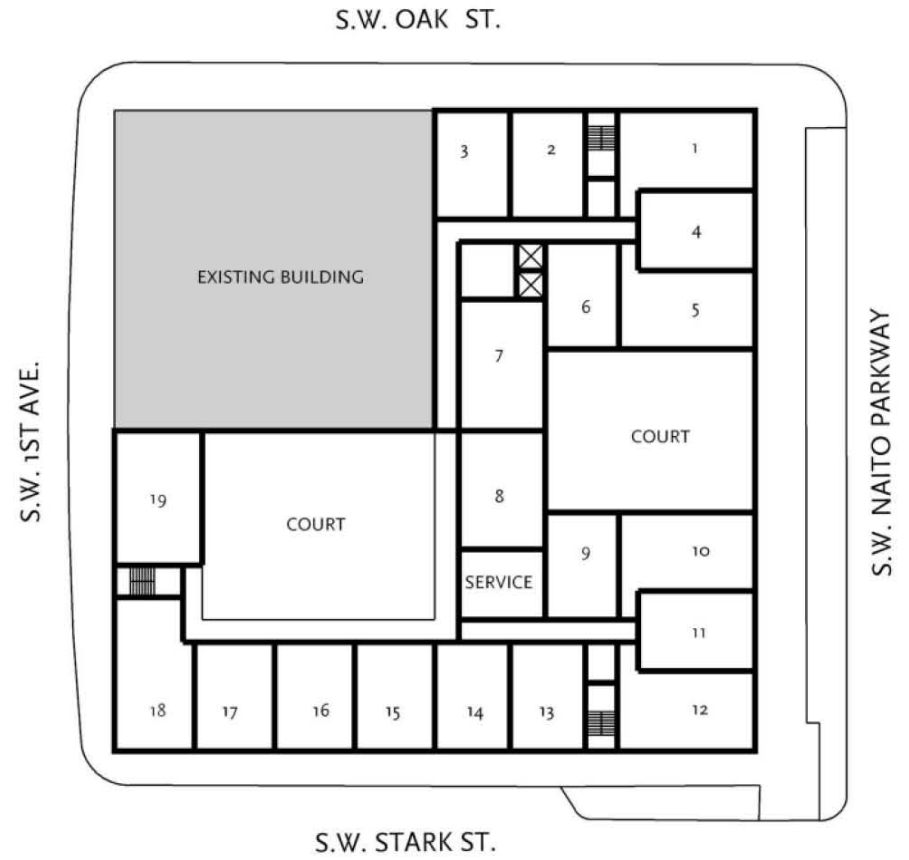 S.W. OAK ST.
3
2
1
4
EXISTING BUILDING
6
5
7
S.W. 1ST AVE.
S.W. NAITO PARKWAY
COURT
19
8
COURT
9
10
SERVICE
11
18
17
16
15
14
13
12
S.W. STARK ST.